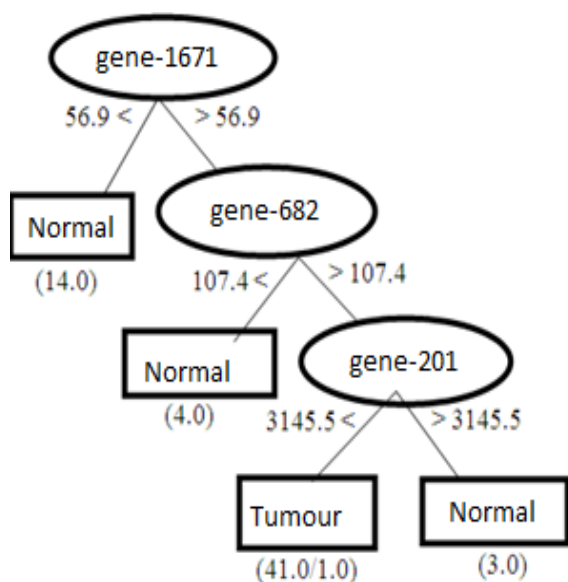 gene-1671
56.9 < > 56.9
Normal
(14.0)
gene-682
107.4 < > 107.4
Normal
(4.0)
gene-201
3145.5 < > 3145.5
Tumour
(41.0/1.0)
Normal
(3.0)